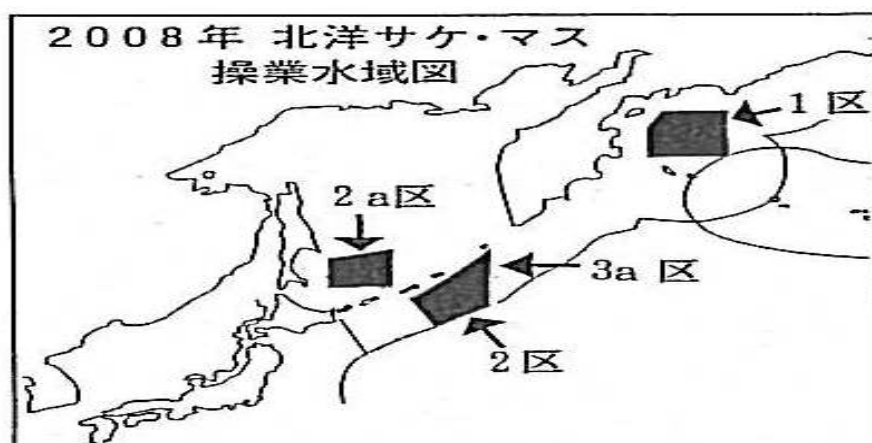 ２００８年 北洋サケ・マス
操業水域図
１区
２a区
３a 区
２区